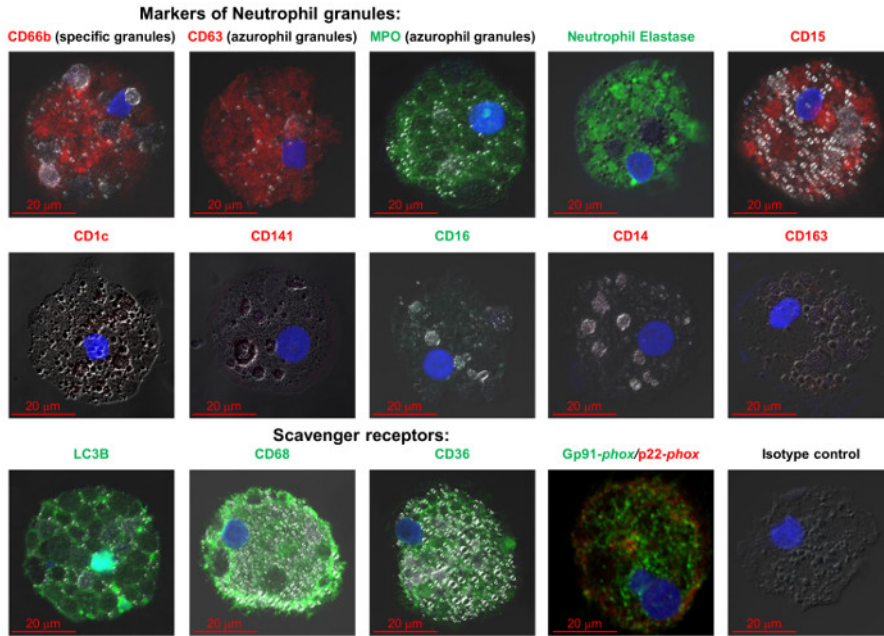 Markers of Neutrophil granules:
CD66b (specific granules) CD63 (azurophil granules) MPO (azurophil granules) Neutrophil Elastase CD15
20 µm 20 µm 20 µm 20 µm 20 µm
CD1c CD141 CD16 CD14 CD163
20 µm 20 µm 20 µm 20 µm 20 µm
Scavenger receptors:
LC3B CD68 CD36 Gp91-phox/p22-phox Isotype control
20 µm 20 µm 20 µm 20 µm 20 µm